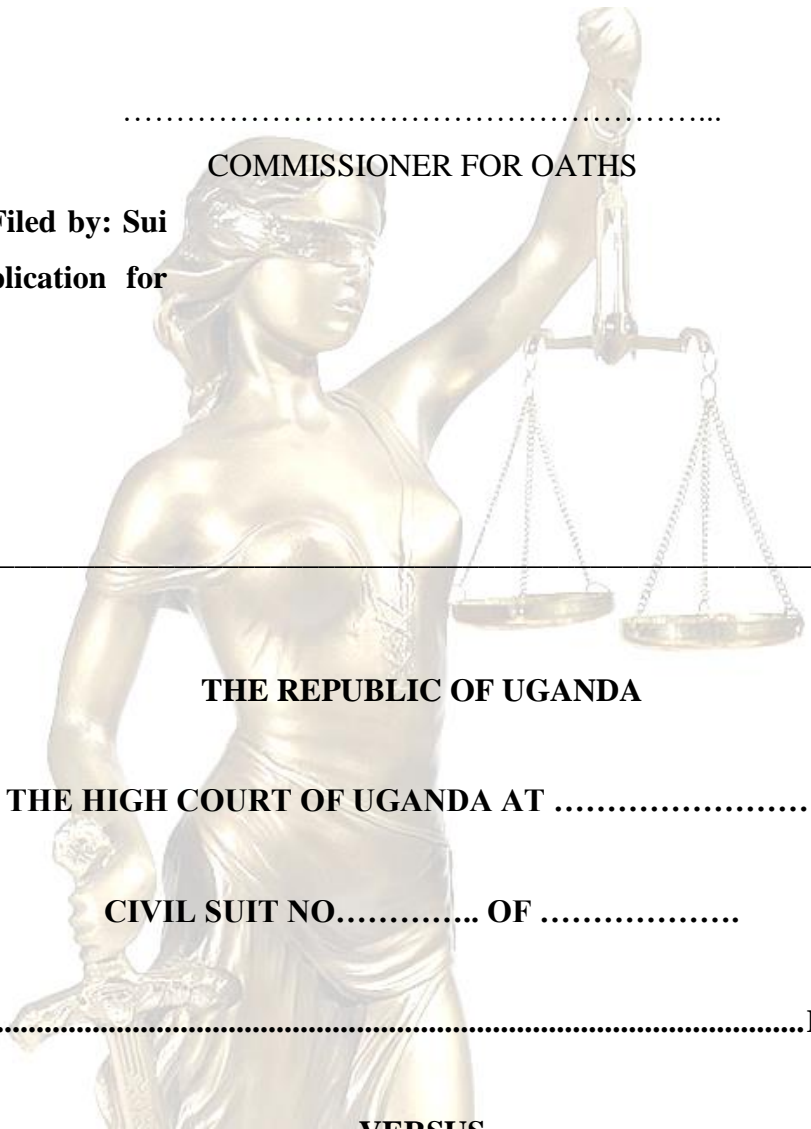 …………………………………………………...
COMMISSIONER FOR OATHS
Filed by: Sui
plication for
THE REPUBLIC OF UGANDA
THE HIGH COURT OF UGANDA AT ……………………
CIVIL SUIT NO………….. OF ……………….
....................................................................................................
VERSUS